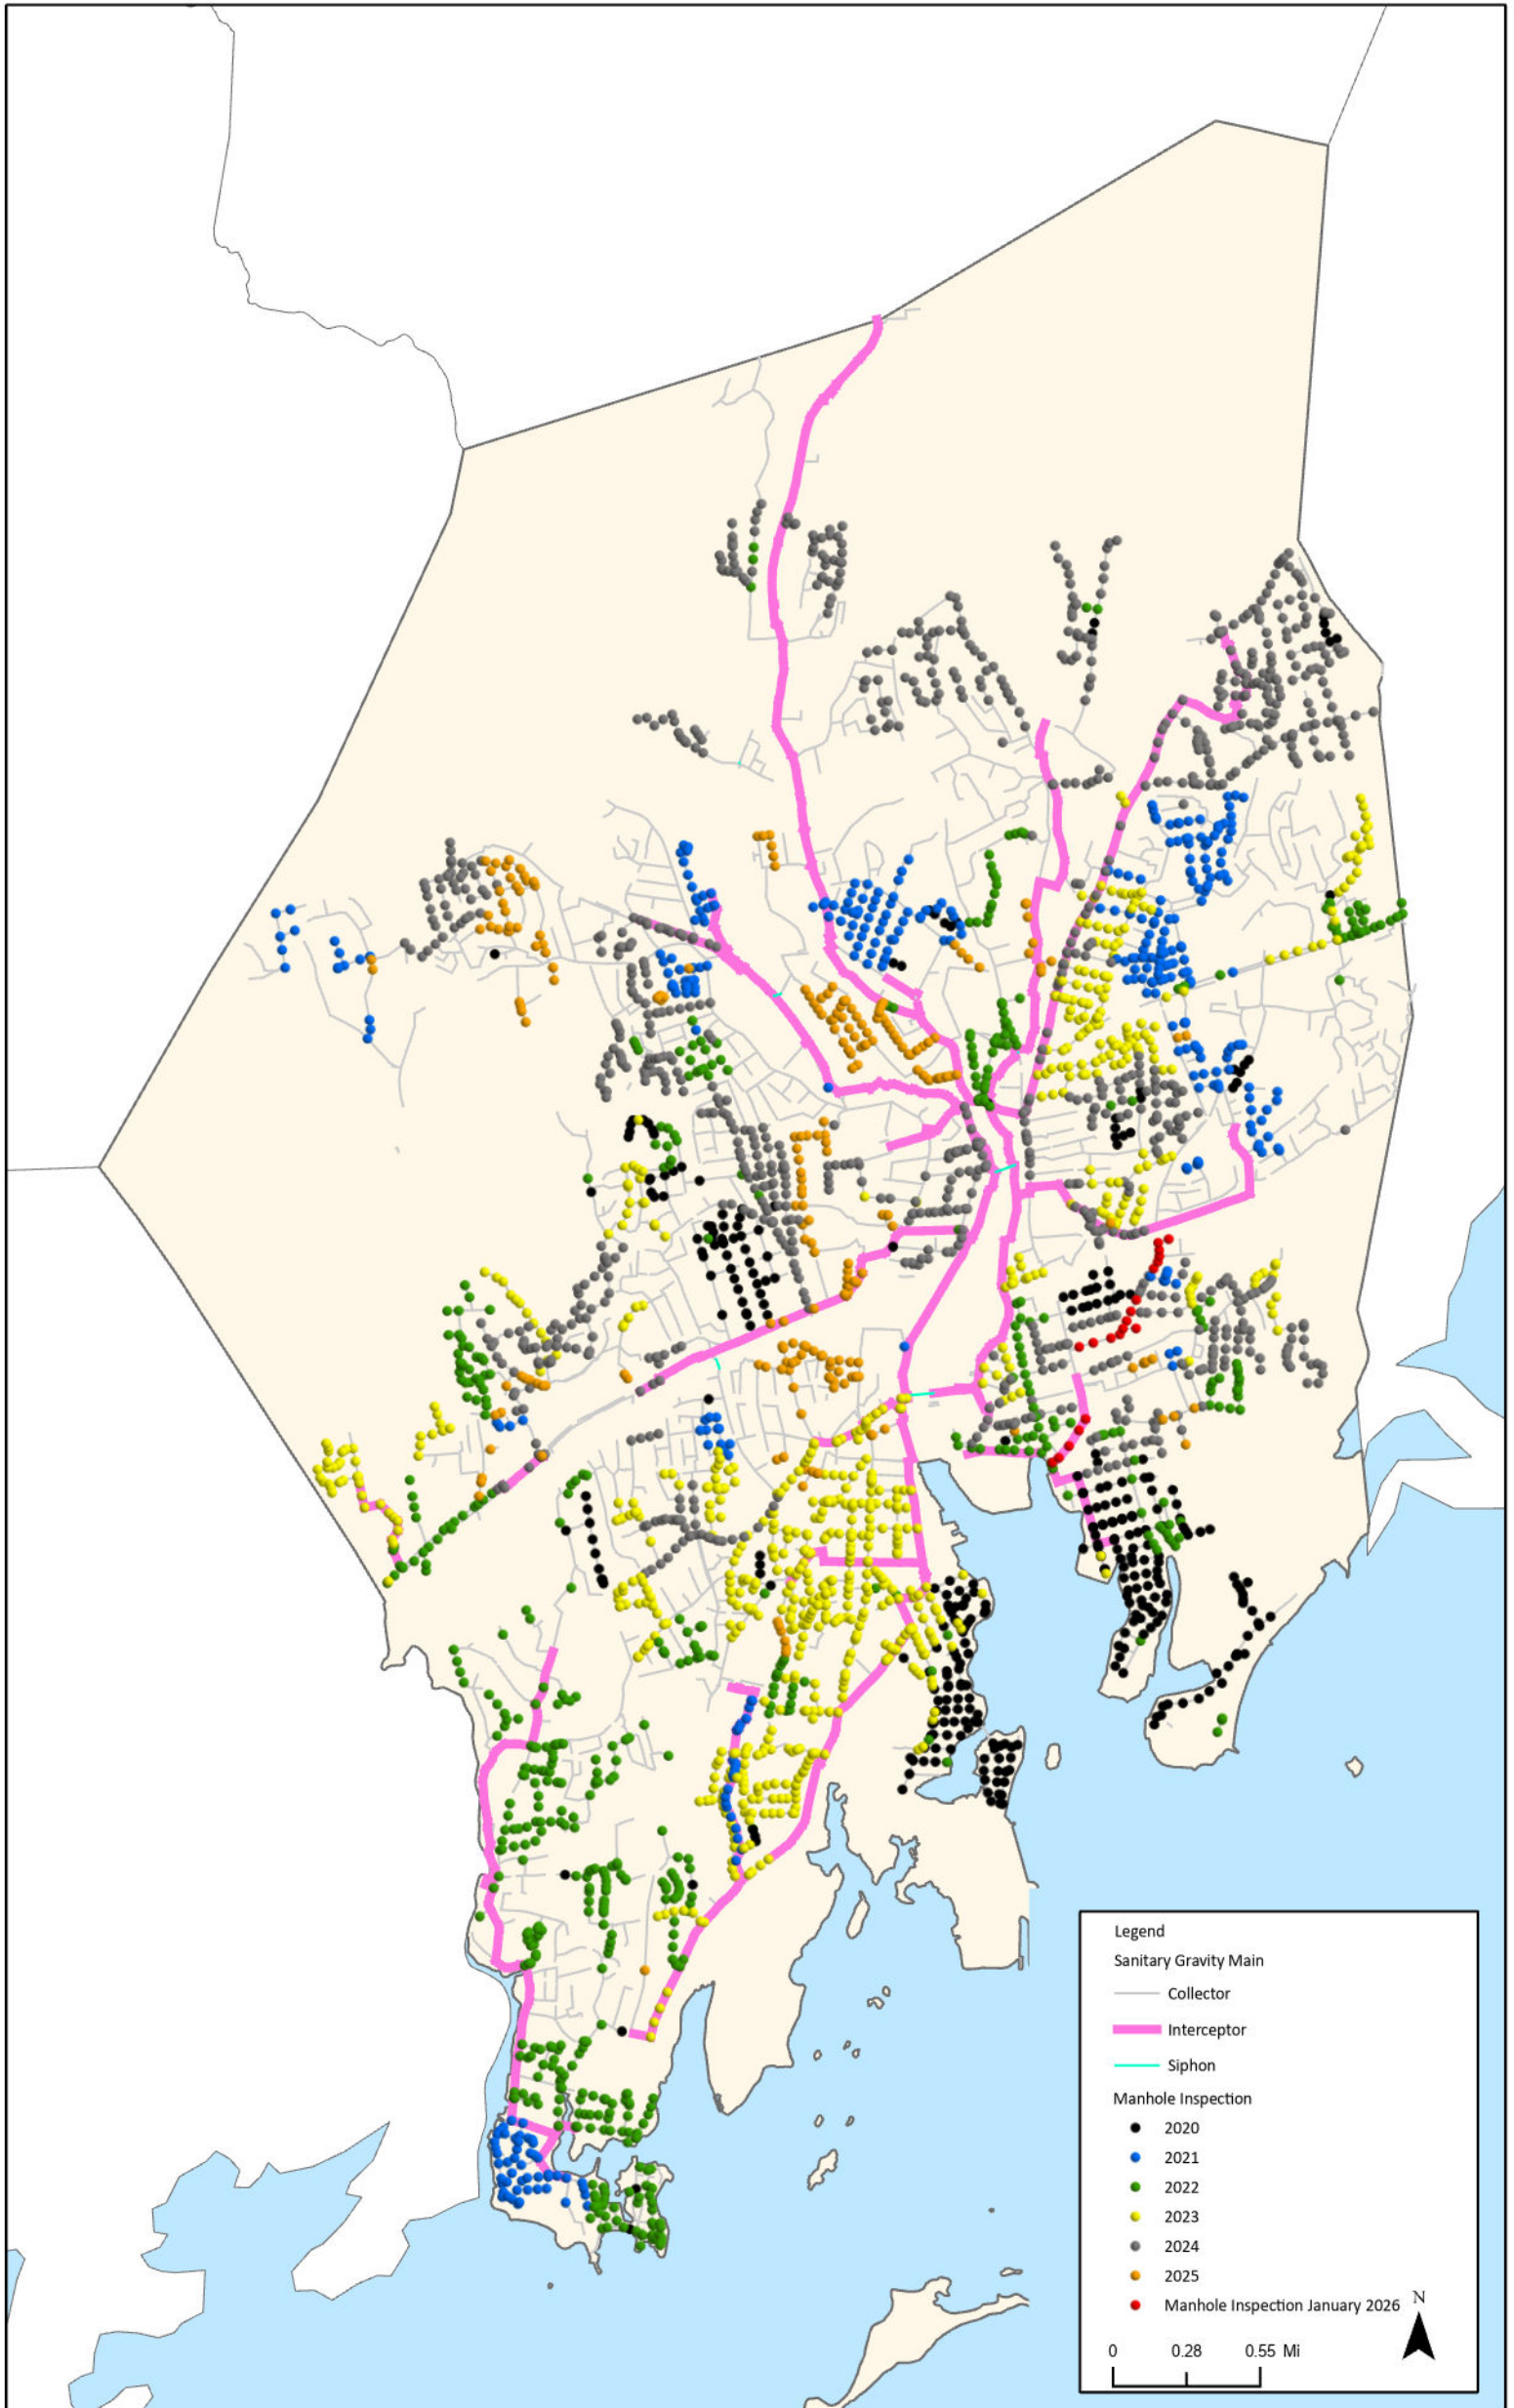 Legend
Sanitary Gravity Main
Collector
Interceptor
Siphon
Manhole Inspection
2020
2021
2022
2023
2024
2025
Manhole Inspection January 2026
N
0 0.28 0.55 Mi